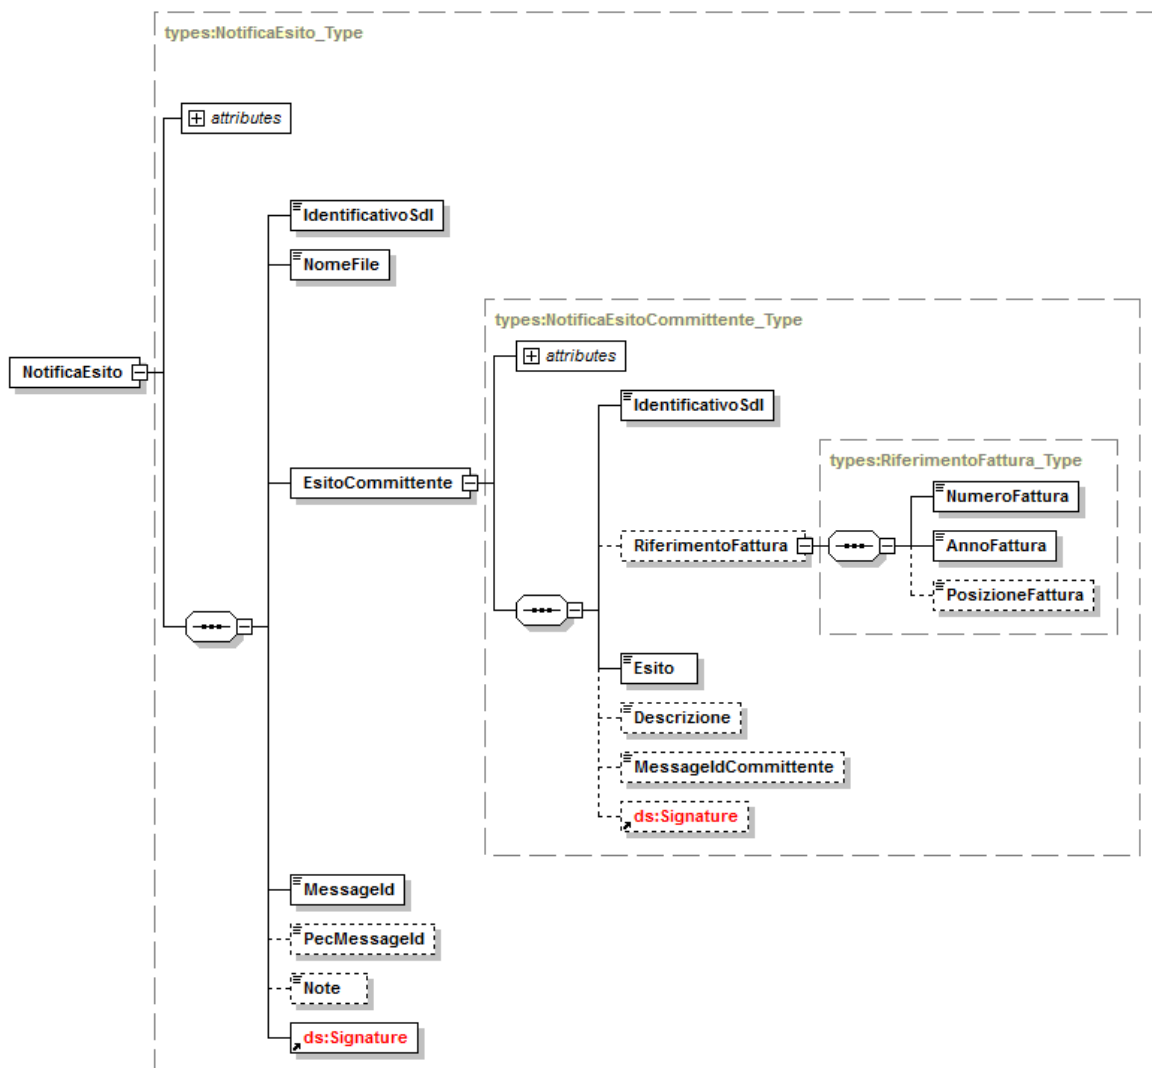 types:NotificaEsito_Type
attributes
IdentificativoSdI
NomeFile
types:NotificaEsitoCommittente_Type
attributes
NotificaEsito
IdentificativoSdI
types:RiferimentoFattura_Type
EsitoCommittente
NumeroFattura
RiferimentoFattura
AnnoFattura
PosizioneFattura
Esito
Descrizione
MessageIdCommittente
ds:Signature
MessageId
PecMessageId
Note
ds:Signature